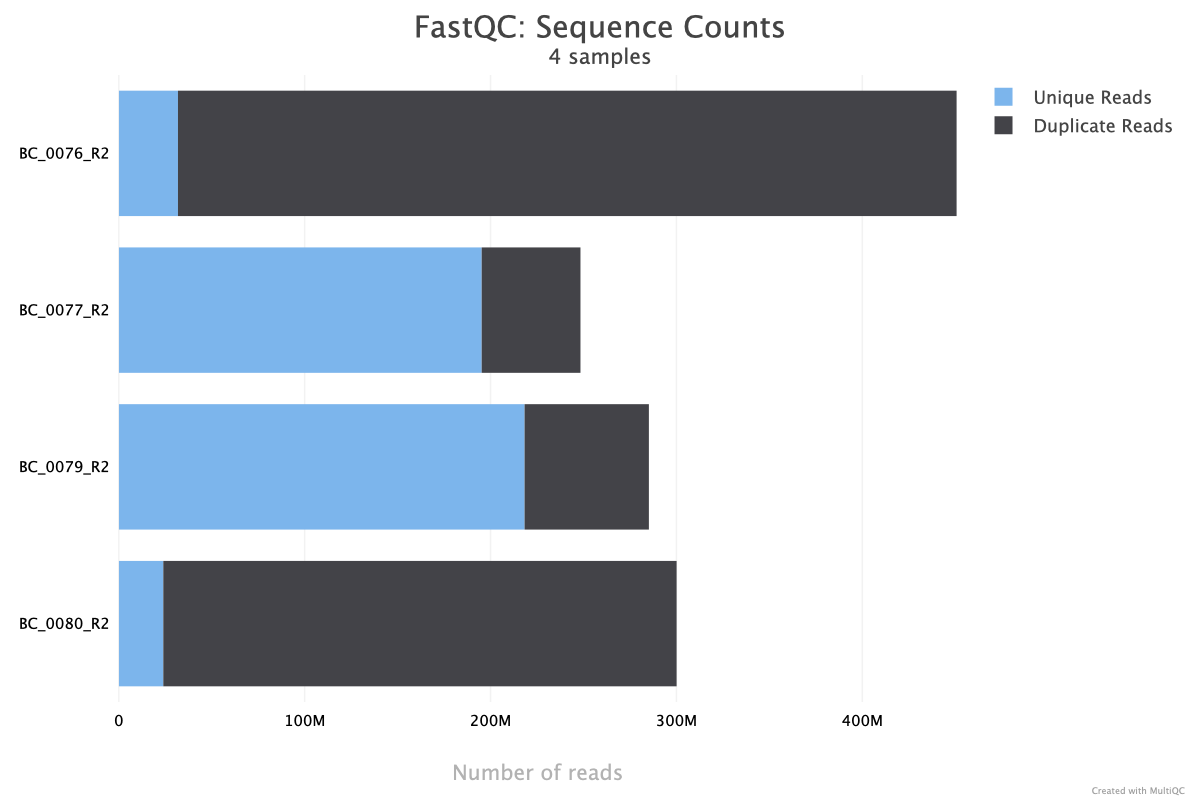 FastQC: Sequence Counts
4 samples
Unique Reads
Duplicate Reads
BC_0076_R2
BC_0077_R2
BC_0079_R2
BC_0080_R2
0 100M 200M 300M 400M
Number of reads
Created with MultiQC